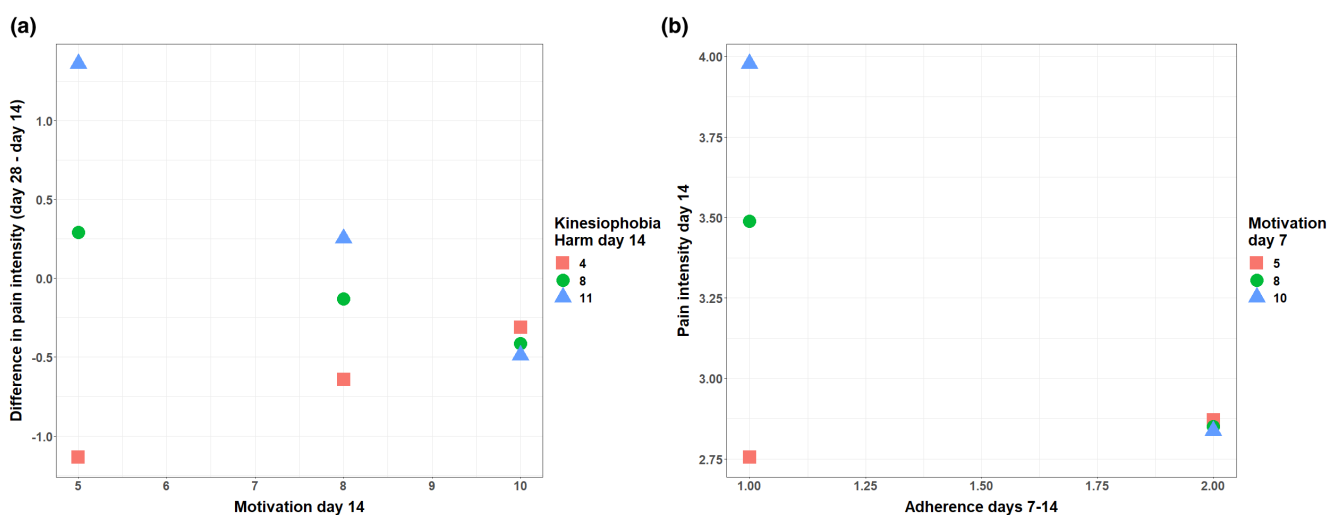 (a)
Difference in pain intensity (day 28 - day 14)
1.0
0.5
0.0
-0.5
-1.0
5 6 7 8 9 10
Motivation day 14
Kinesiophobia
Harm day 14
4
8
11
(b)
Pain intensity day 14
4.00
3.75
3.50
3.25
3.00
2.75
1.00 1.25 1.50 1.75 2.00
Adherence days 7-14
Motivation
day 7
5
8
10